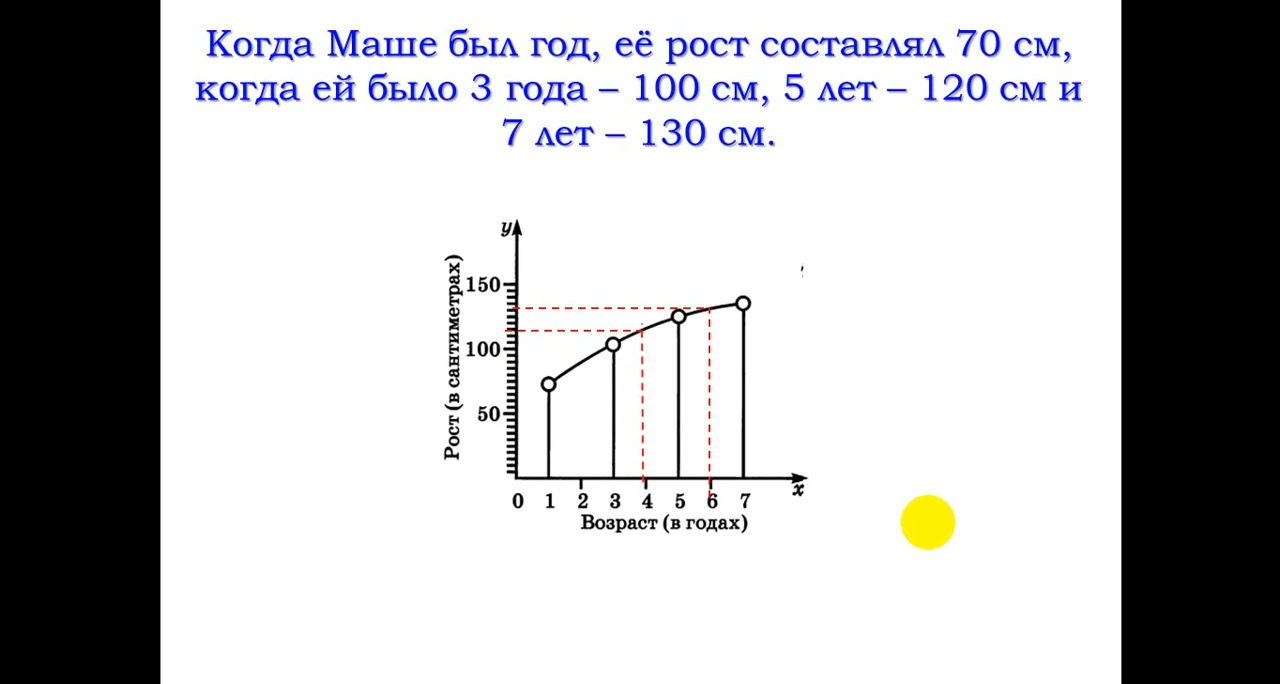 Когда Маше был год, её рост составлял 70 см,
когда ей было 3 года – 100 см, 5 лет – 120 см и
7 лет – 130 см.
y
Рост (в сантиметрах)
150
100
50
0 1 2 3 4 5 6 7 x
Возраст (в годах)